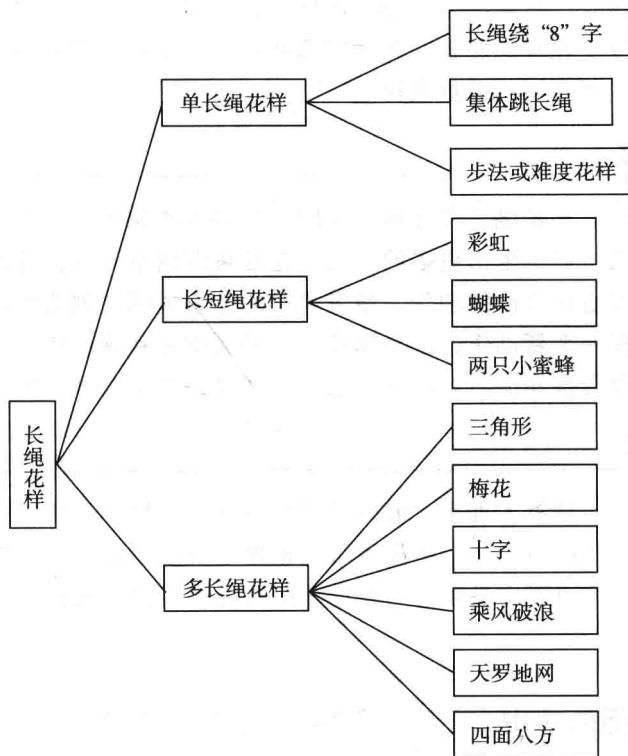 长绳花样
单长绳花样
长绳绕“8”字
集体跳长绳
步法或难度花样
长短绳花样
彩虹
蝴蝶
两只小蜜蜂
多长绳花样
三角形
梅花
十字
乘风破浪
天罗地网
四面八方